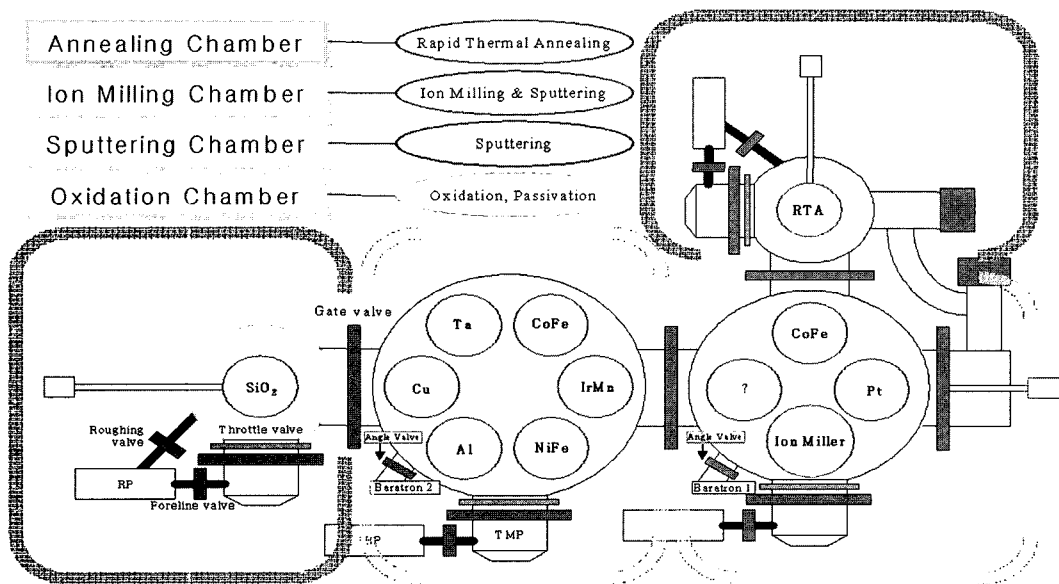 Annealing Chamber
Rapid Thermal Annealing
Ion Milling Chamber
Ion Milling & Sputtering
Sputtering Chamber
Sputtering
Oxidation Chamber
Oxidation, Passivation
RTA
Gate valve
Ta
CoFe
CoFe
SiO₂
Cu
IrMn
?
Pt
Roughing valve
Throttle valve
Angle Valve
Al
NiFe
Angle Valve
Ion Miller
RP
Baratron 2
Baratron 1
Foreline valve
TMP